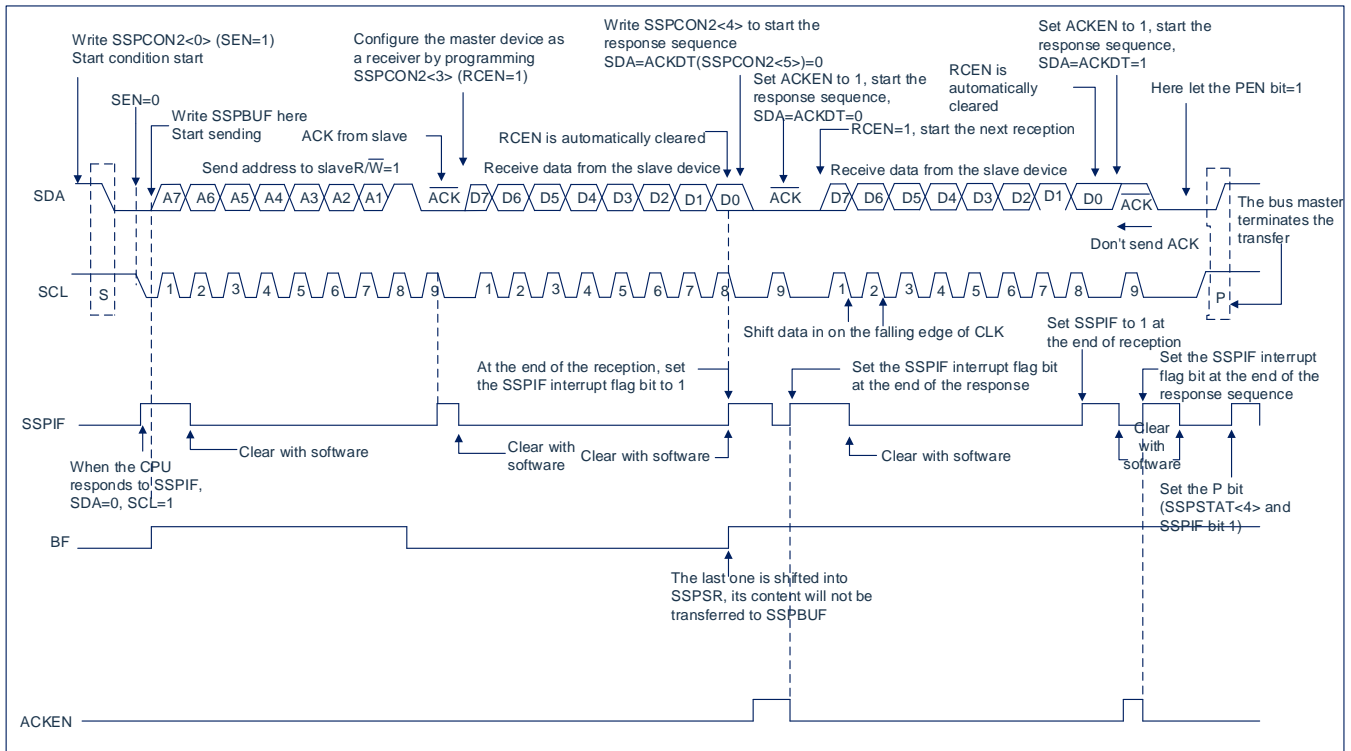 Write SSPCON2<0> (SEN=1)
Start condition start
SEN=0
Write SSPBUF here
Start sending
Configure the master device as
a receiver by programming
SSPCON2<3> (RCEN=1)
ACK from slave
Write SSPCON2<4> to start the
response sequence
SDA=ACKDT(SSPCON2<5>)=0
Set ACKEN to 1, start the
response sequence,
SDA=ACKDT=0
RCEN is automatically cleared
RCEN=1, start the next reception
RCEN is
automatically
cleared
Set ACKEN to 1, start the
response sequence,
SDA=ACKDT=1
Here let the PEN bit=1
Send address to slaveR/W=1
Receive data from the slave device
Receive data from the slave device
SDA
A7 A6 A5 A4 A3 A2 A1 ACK D7 D6 D5 D4 D3 D2 D1 D0 ACK D7 D6 D5 D4 D3 D2 D1 D0 ACK
The bus master
terminates the
transfer
Don't send ACK
SCL
S 1 2 3 4 5 6 7 8 9 1 2 3 4 5 6 7 8 9 1 2 3 4 5 6 7 8 9 P
Shift data in on the falling edge of CLK
At the end of the reception, set
the SSPIF interrupt flag bit to 1
Set the SSPIF interrupt flag bit
at the end of the response
Set SSPIF to 1 at
the end of reception
Set the SSPIF interrupt
flag bit at the end of the
response sequence
SSPIF
When the CPU
responds to SSPIF,
SDA=0, SCL=1
Clear with software
Clear with
software
Clear with software
Clear with software
Clear
with
software
Set the P bit
(SSPSTAT<4> and
SSPIF bit 1)
BF
The last one is shifted into
SSPSR, its content will not be
transferred to SSPBUF
ACKEN